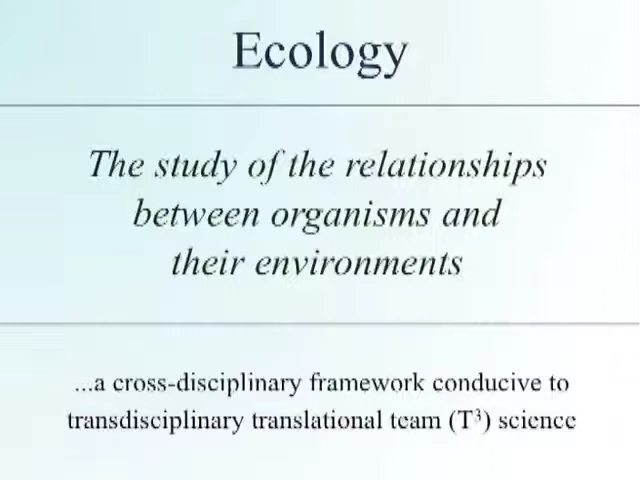 Ecology
The study of the relationships
between organisms and
their environments
...a cross-disciplinary framework conducive to
transdisciplinary translational team (T³) science